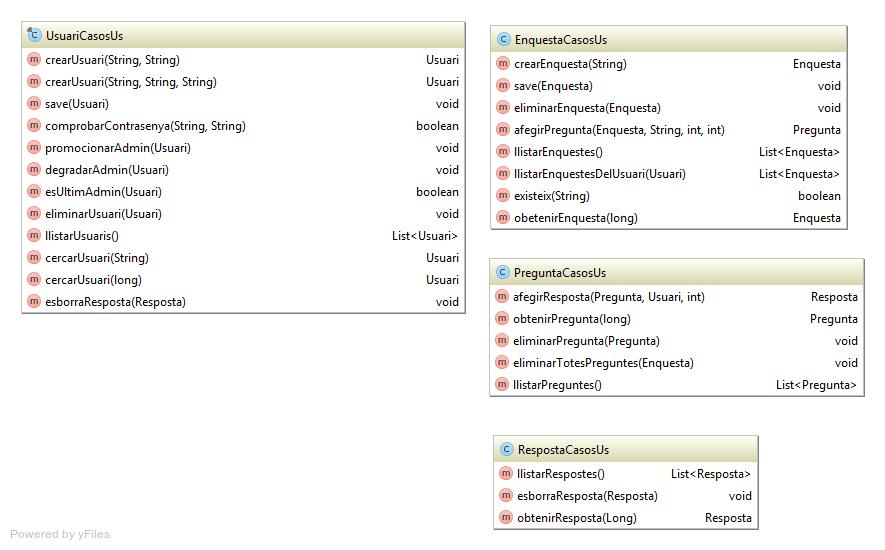 UsuariCasosUs
crearUsuari(String, String) Usuari
crearUsuari(String, String, String) Usuari
save(Usuari) void
comprobarContrasenya(String, String) boolean
promocionarAdmin(Usuari) void
degradarAdmin(Usuari) void
esUltimAdmin(Usuari) boolean
eliminarUsuari(Usuari) void
llistarUsuaris() List<Usuari>
cercarUsuari(String) Usuari
cercarUsuari(long) Usuari
esborraResposta(Resposta) void
EnquestaCasosUs
crearEnquesta(String) Enquesta
save(Enquesta) void
eliminarEnquesta(Enquesta) void
afegirPregunta(Enquesta, String, int, int) Pregunta
llistarEnquestes() List<Enquesta>
llistarEnquestesDelUsuari(Usuari) List<Enquesta>
existeix(String) boolean
obetenirEnquesta(long) Enquesta
PreguntaCasosUs
afegirResposta(Pregunta, Usuari, int) Resposta
obtenirPregunta(long) Pregunta
eliminarPregunta(Pregunta) void
eliminarTotesPreguntes(Enquesta) void
llistarPreguntes() List<Pregunta>
RespostaCasosUs
llistarRespostes() List<Resposta>
esborraResposta(Resposta) void
obtenirResposta(Long) Resposta
Powered by yFiles